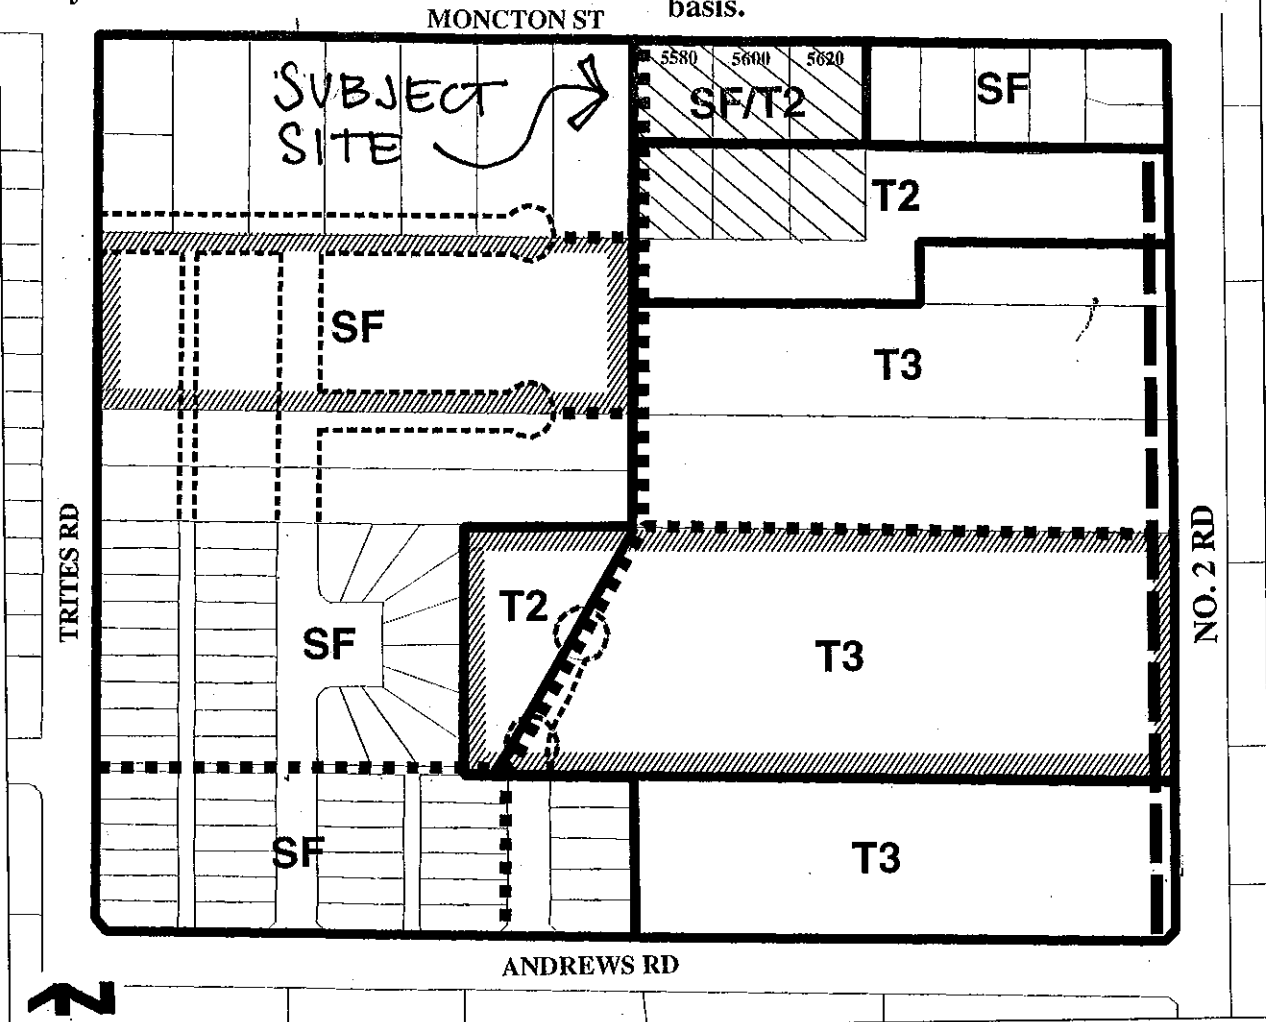 basis.
MONCTON ST
5580 5600 5620
SUBJECT
SITE
SF/T2
SF
T2
SF
T3
TRITES RD
NO. 2 RD
T2
SF
T3
SF
T3
ANDREWS RD
N